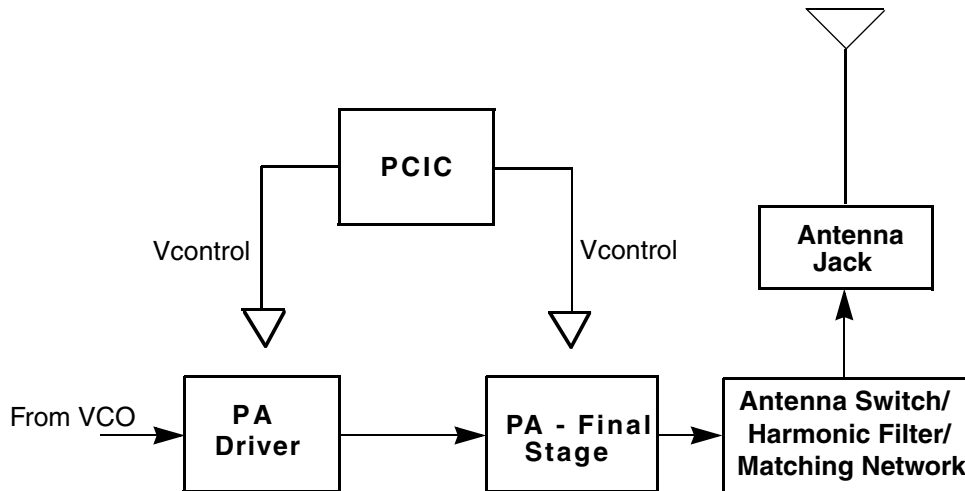 PCIC
Vcontrol
Vcontrol
Antenna
Jack
From VCO
PA
Driver
PA - Final
Stage
Antenna Switch/
Harmonic Filter/
Matching Network